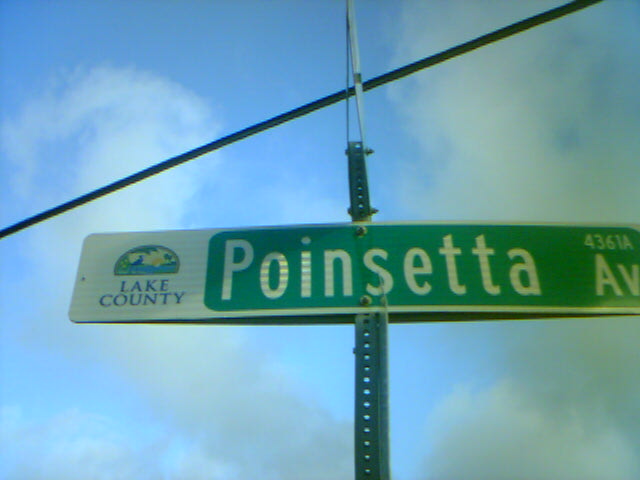 LAKE
COUNTY
Poinsetta
4361A
Av